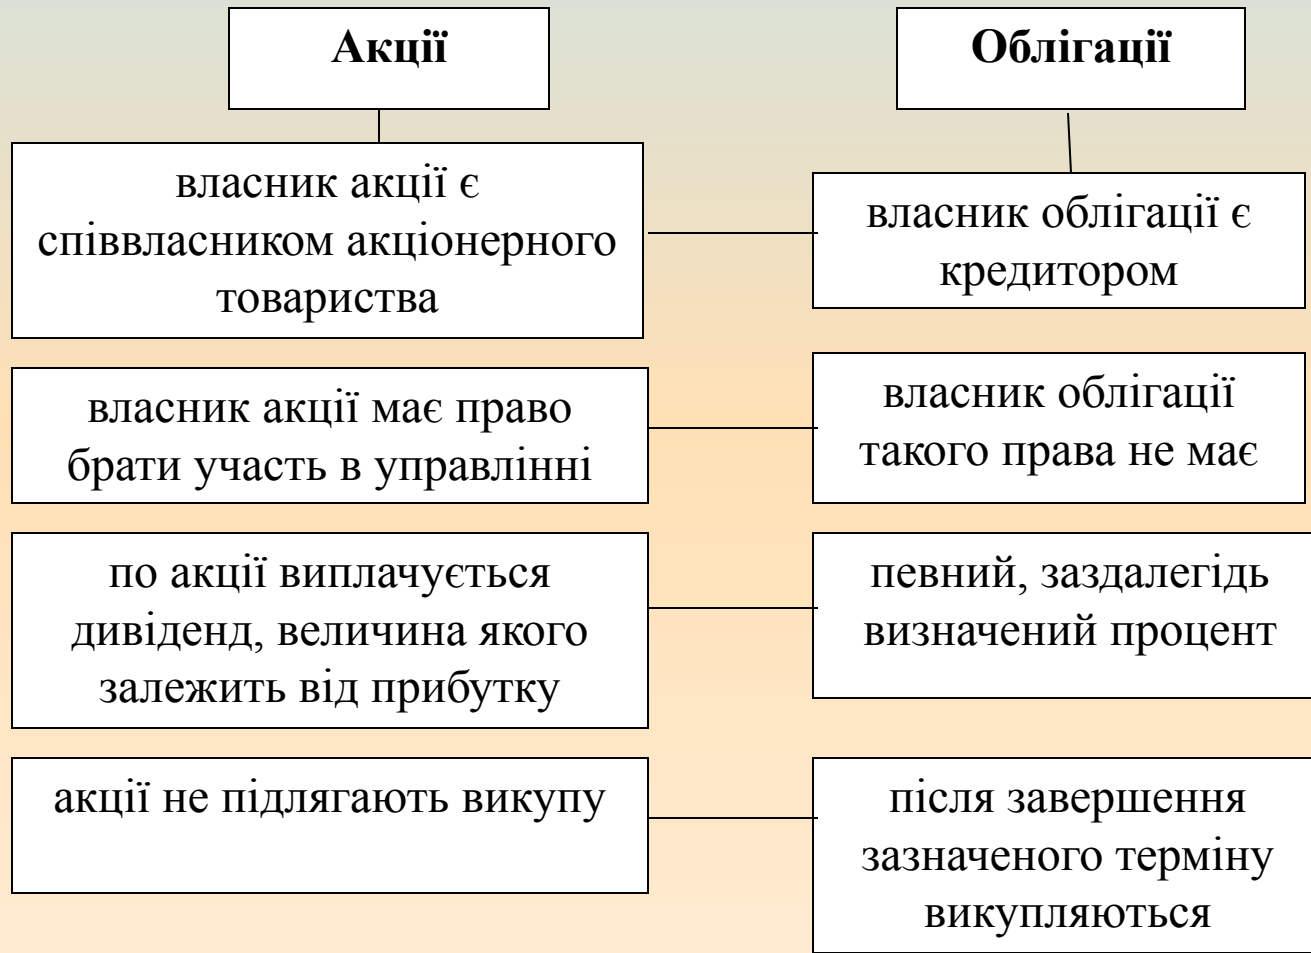 Акції
Облігації
власник акції є
співвласником акціонерного
товариства
власник облігації є
кредитором
власник акції має право
брати участь в управлінні
власник облігації
такого права не має
по акції виплачується
дивіденд, величина якого
залежить від прибутку
певний, заздалегідь
визначений процент
акції не підлягають викупу
після завершення
зазначеного терміну
викупляються